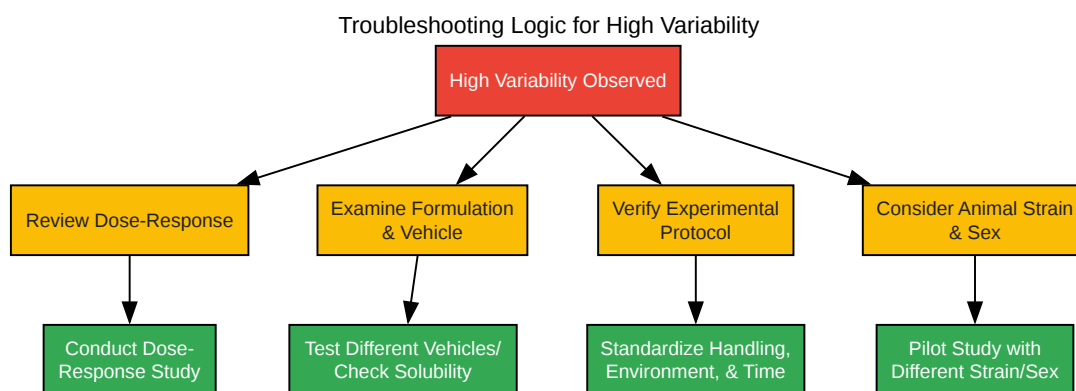 Troubleshooting Logic for High Variability
High Variability Observed
Review Dose-Response
Examine Formulation
& Vehicle
Verify Experimental
Protocol
Consider Animal Strain
& Sex
Conduct Dose-
Response Study
Test Different Vehicles/
Check Solubility
Standardize Handling,
Environment, & Time
Pilot Study with
Different Strain/Sex